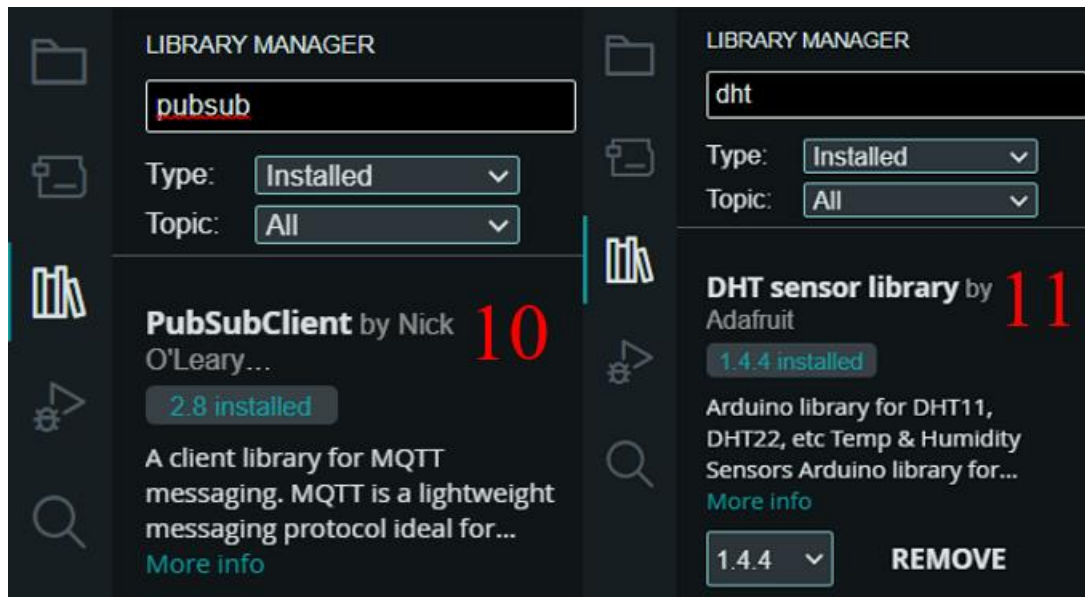 LIBRARY MANAGER
pubsub
Type: Installed
Topic: All
PubSubClient by Nick
O'Leary...
10
2.8 installed
A client library for MQTT
messaging. MQTT is a lightweight
messaging protocol ideal for...
More info
LIBRARY MANAGER
dht
Type: Installed
Topic: All
DHT sensor library by
Adafruit
11
1.4.4 installed
Arduino library for DHT11,
DHT22, etc Temp & Humidity
Sensors Arduino library for...
More info
1.4.4 REMOVE